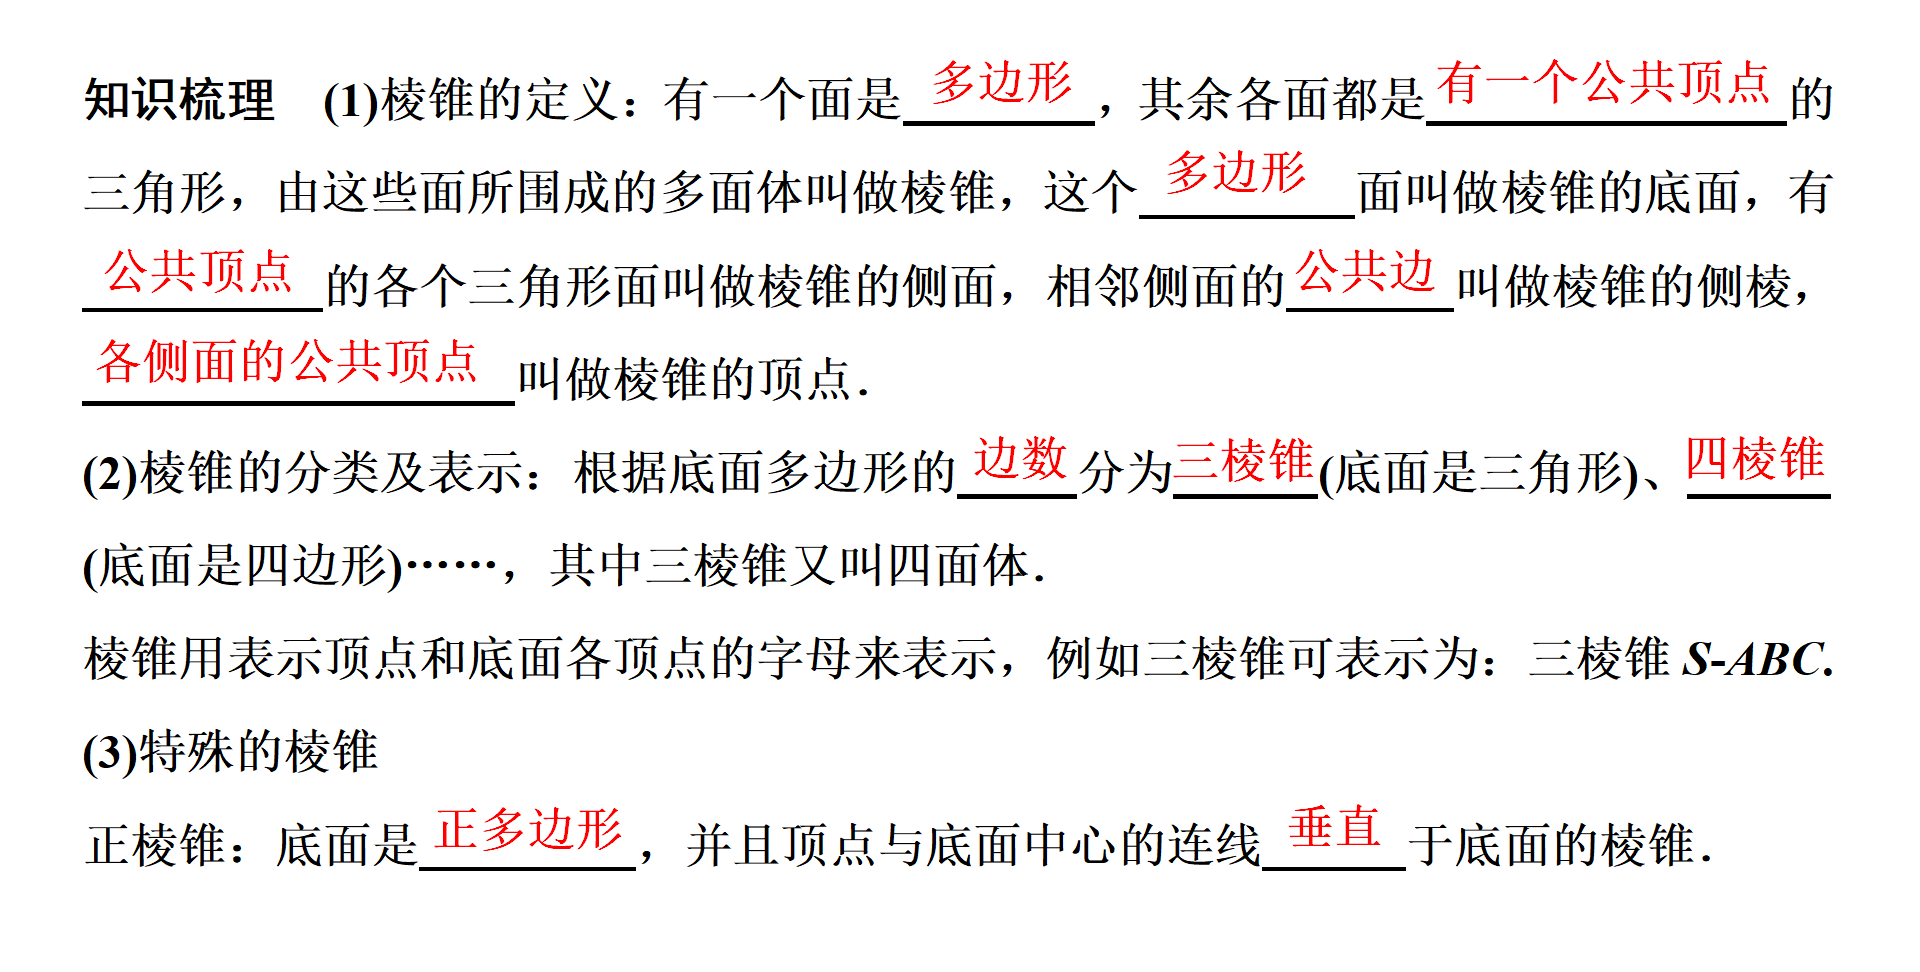 知识梳理 (1)棱锥的定义：有一个面是多边形，其余各面都是有一个公共顶点的
三角形，由这些面所围成的多面体叫做棱锥，这个多边形面叫做棱锥的底面，有
公共顶点的各个三角形面叫做棱锥的侧面，相邻侧面的公共边叫做棱锥的侧棱，
各侧面的公共顶点叫做棱锥的顶点．
(2)棱锥的分类及表示：根据底面多边形的边数分为三棱锥(底面是三角形)、四棱锥
(底面是四边形)……，其中三棱锥又叫四面体．
棱锥用表示顶点和底面各顶点的字母来表示，例如三棱锥可表示为：三棱锥 S-ABC.
(3)特殊的棱锥
正棱锥：底面是正多边形，并且顶点与底面中心的连线垂直于底面的棱锥．